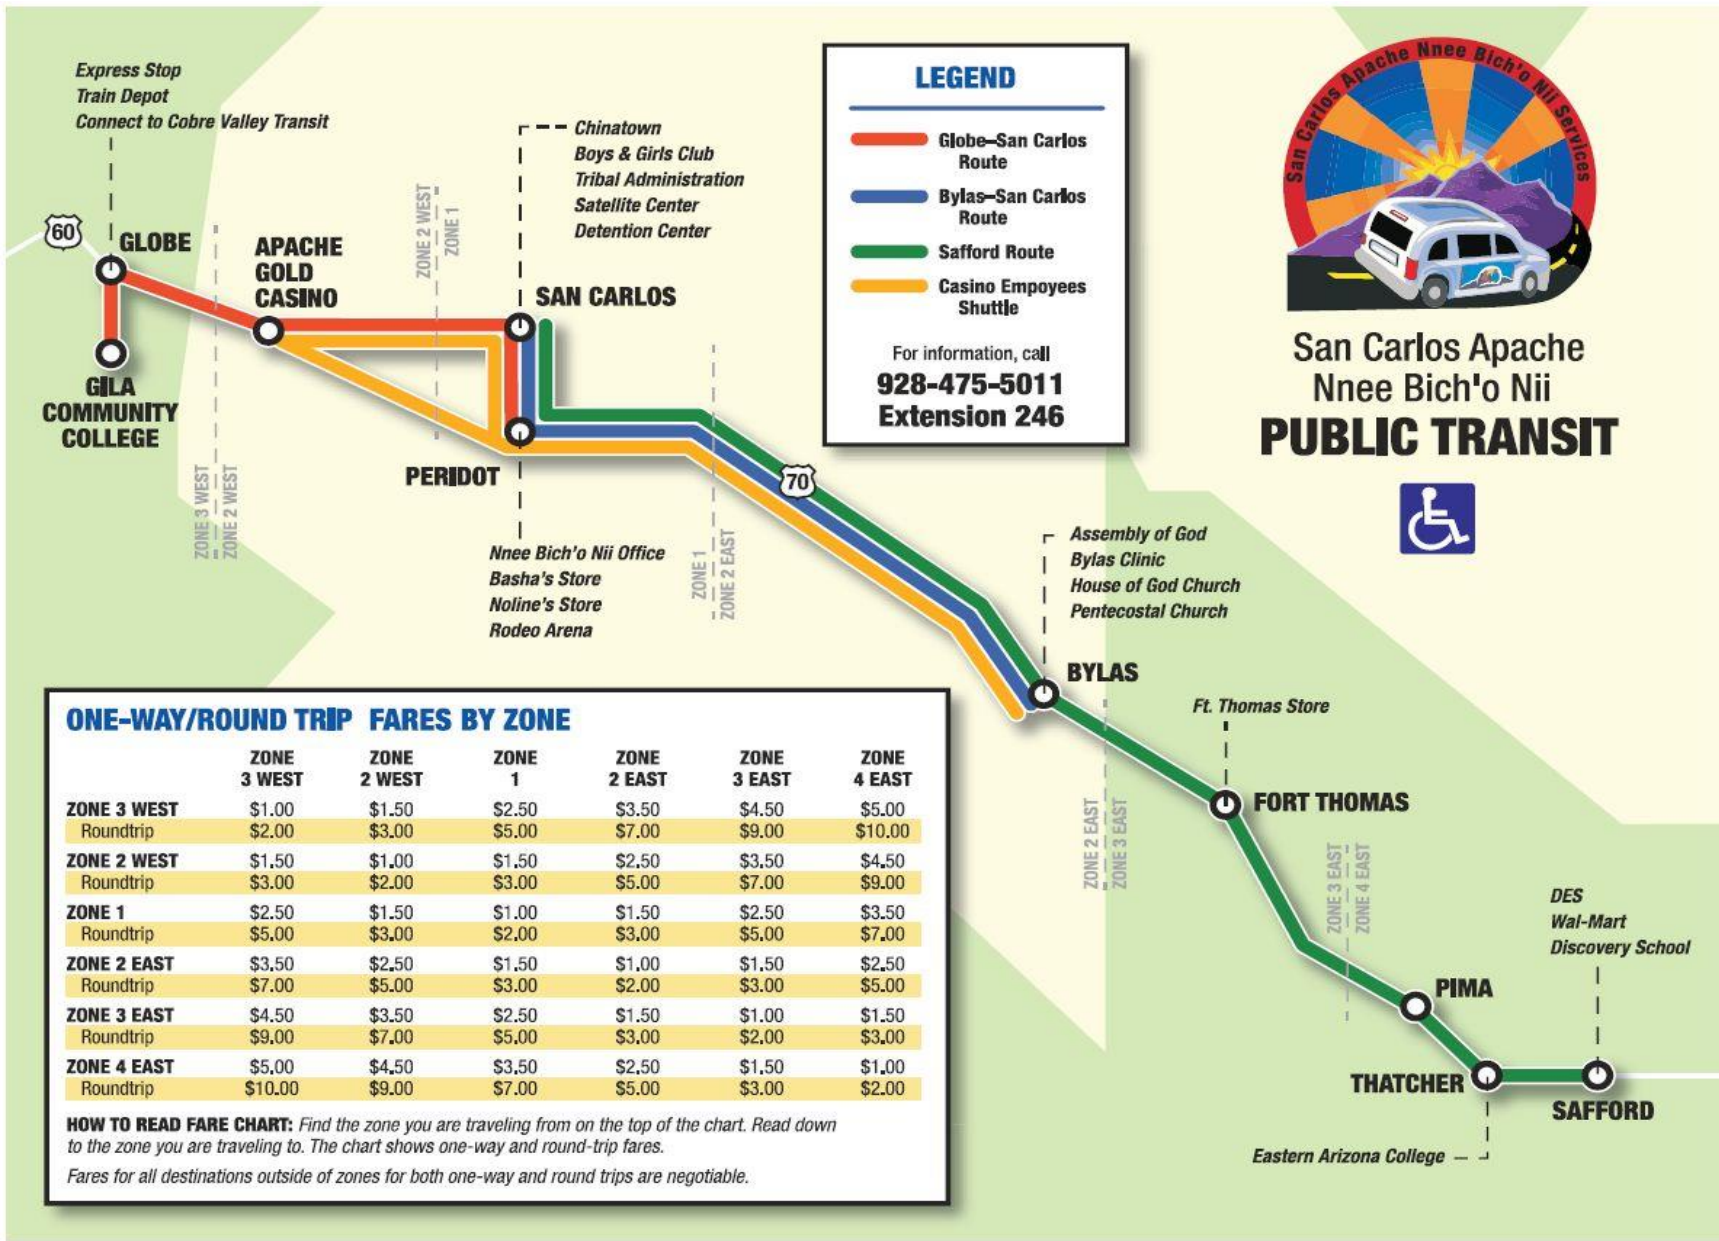 Express Stop
Train Depot
Connect to Cobre Valley Transit
60
GLOBE
GILA
COMMUNITY
COLLEGE
APACHE
GOLD
CASINO
ZONE 3 WEST
ZONE 2 WEST
ZONE 2 WEST
ZONE 1
Chinatown
Boys & Girls Club
Tribal Administration
Satellite Center
Detention Center
SAN CARLOS
PERIDOT
Nnee Bich'o Nii Office
Basha's Store
Noline's Store
Rodeo Arena
ZONE 1
ZONE 2 EAST
70
LEGEND
Globe–San Carlos
Route
Bylas–San Carlos
Route
Safford Route
Casino Empoyees
Shuttle
For information, call
928-475-5011
Extension 246
San Carlos Apache Nnee Bich'o Nii Services
San Carlos Apache
Nnee Bich'o Nii
PUBLIC TRANSIT
Assembly of God
Bylas Clinic
House of God Church
Pentecostal Church
BYLAS
ZONE 2 EAST
ZONE 3 EAST
Ft. Thomas Store
FORT THOMAS
ZONE 3 EAST
ZONE 4 EAST
PIMA
DES
Wal-Mart
Discovery School
THATCHER
SAFFORD
Eastern Arizona College
ONE-WAY/ROUND TRIP FARES BY ZONE
ZONE ZONE ZONE ZONE ZONE ZONE
3 WEST 2 WEST 1 2 EAST 3 EAST 4 EAST
ZONE 3 WEST $1.00 $1.50 $2.50 $3.50 $4.50 $5.00
Roundtrip $2.00 $3.00 $5.00 $7.00 $9.00 $10.00
ZONE 2 WEST $1.50 $1.00 $1.50 $2.50 $3.50 $4.50
Roundtrip $3.00 $2.00 $3.00 $5.00 $7.00 $9.00
ZONE 1 $2.50 $1.50 $1.00 $1.50 $2.50 $3.50
Roundtrip $5.00 $3.00 $2.00 $3.00 $5.00 $7.00
ZONE 2 EAST $3.50 $2.50 $1.50 $1.00 $1.50 $2.50
Roundtrip $7.00 $5.00 $3.00 $2.00 $3.00 $5.00
ZONE 3 EAST $4.50 $3.50 $2.50 $1.50 $1.00 $1.50
Roundtrip $9.00 $7.00 $5.00 $3.00 $2.00 $3.00
ZONE 4 EAST $5.00 $4.50 $3.50 $2.50 $1.50 $1.00
Roundtrip $10.00 $9.00 $7.00 $5.00 $3.00 $2.00
HOW TO READ FARE CHART: Find the zone you are traveling from on the top of the chart. Read down
to the zone you are traveling to. The chart shows one-way and round-trip fares.
Fares for all destinations outside of zones for both one-way and round trips are negotiable.